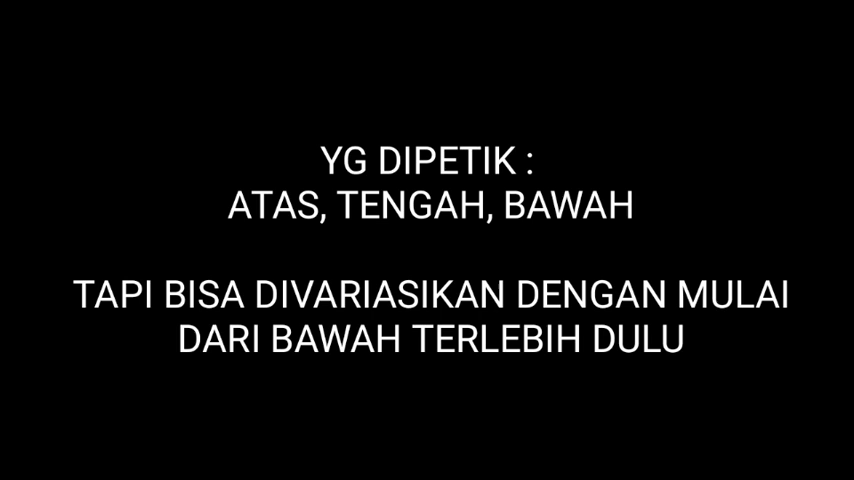 YG DIPETIK :
ATAS, TENGAH, BAWAH
TAPI BISA DIVARIASIKAN DENGAN MULAI
DARI BAWAH TERLEBIH DULU